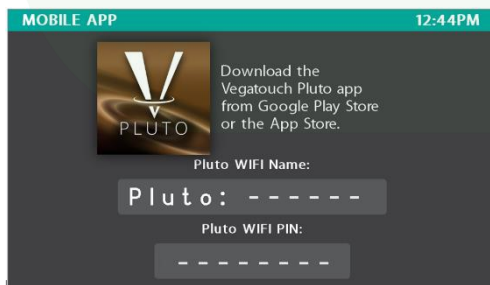 MOBILE APP 12:44PM
Download the
Vegatouch Pluto app
from Google Play Store
or the App Store.
PLUTO
Pluto WIFI Name:
Pluto: - - - - - -
Pluto WIFI PIN:
- - - - - - - -